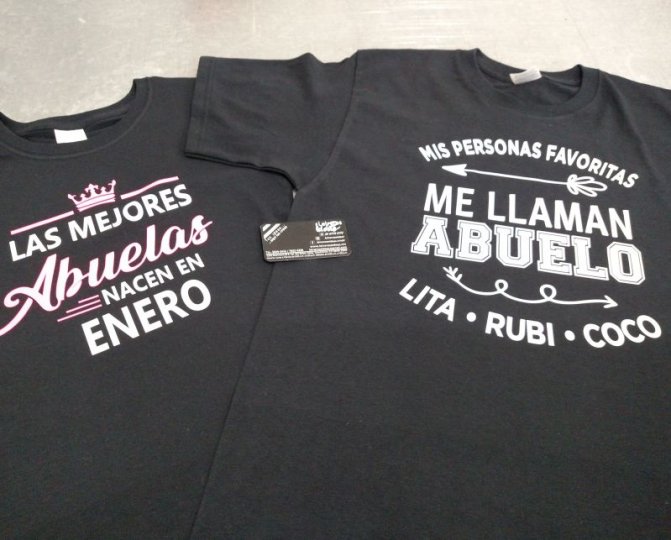 LAS MEJORES
Abuelas
NACEN EN
ENERO
MIS PERSONAS FAVORITAS
ME LLAMAN
ABUELO
LITA • RUBI • COCO